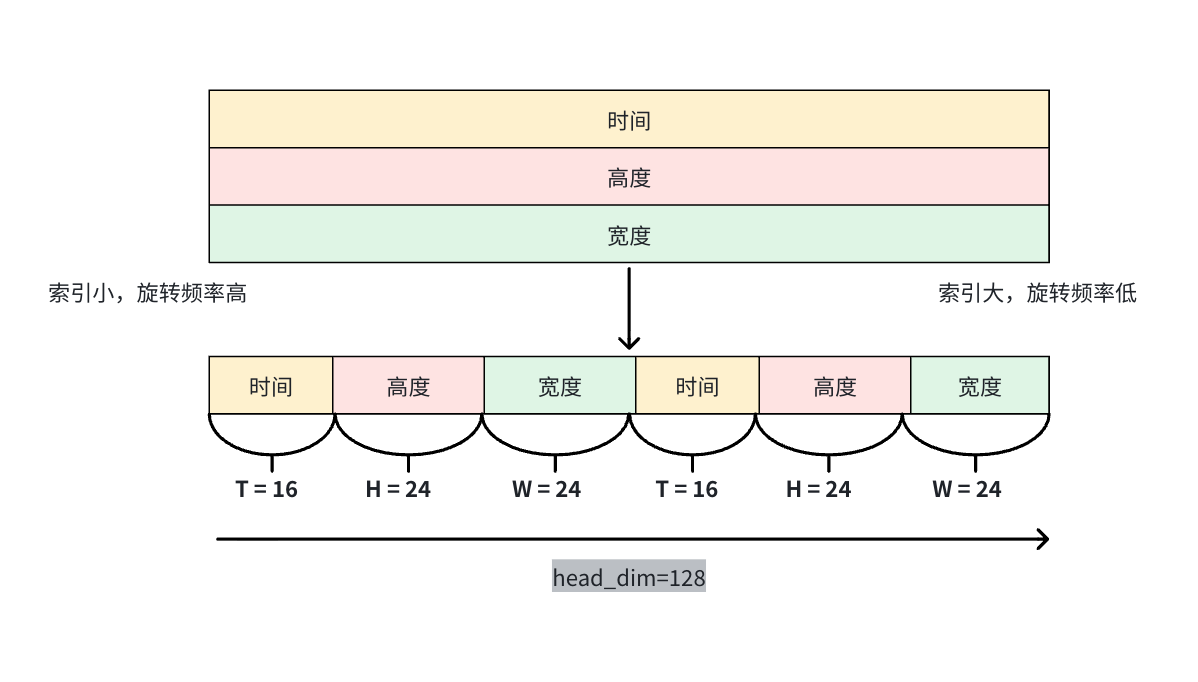 时间
高度
宽度
索引小，旋转频率高
索引大，旋转频率低
时间
高度
宽度
时间
高度
宽度
T = 16
H = 24
W = 24
T = 16
H = 24
W = 24
head_dim=128